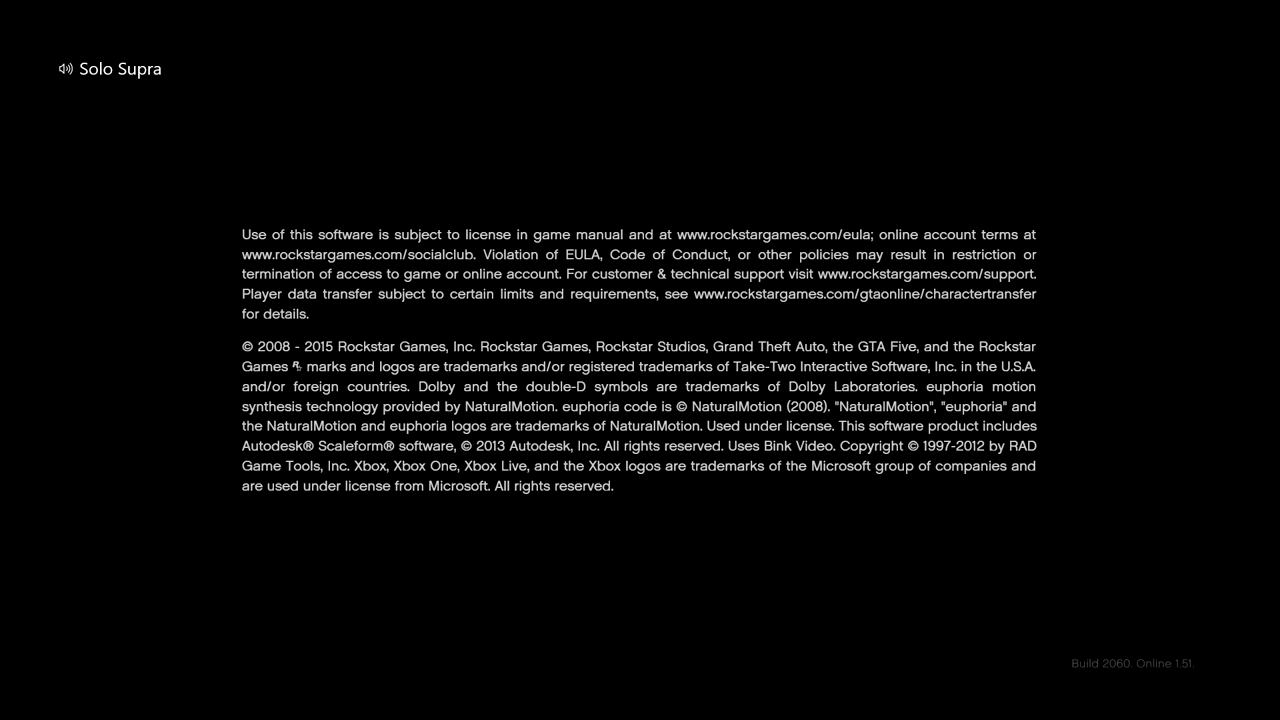 Solo Supra
Use of this software is subject to license in game manual and at www.rockstargames.com/eula; online account terms at
www.rockstargames.com/socialclub. Violation of EULA, Code of Conduct, or other policies may result in restriction or
termination of access to game or online account. For customer & technical support visit www.rockstargames.com/support.
Player data transfer subject to certain limits and requirements, see www.rockstargames.com/gtaonline/charactertransfer
for details.
© 2008 - 2015 Rockstar Games, Inc. Rockstar Games, Rockstar Studios, Grand Theft Auto, the GTA Five, and the Rockstar
Games R* marks and logos are trademarks and/or registered trademarks of Take-Two Interactive Software, Inc. in the U.S.A.
and/or foreign countries. Dolby and the double-D symbols are trademarks of Dolby Laboratories. euphoria motion
synthesis technology provided by NaturalMotion. euphoria code is © NaturalMotion (2008). "NaturalMotion", "euphoria" and
the NaturalMotion and euphoria logos are trademarks of NaturalMotion. Used under license. This software product includes
Autodesk® Scaleform® software, © 2013 Autodesk, Inc. All rights reserved. Uses Bink Video. Copyright © 1997-2012 by RAD
Game Tools, Inc. Xbox, Xbox One, Xbox Live, and the Xbox logos are trademarks of the Microsoft group of companies and
are used under license from Microsoft. All rights reserved.
Build 2060. Online 1.51.